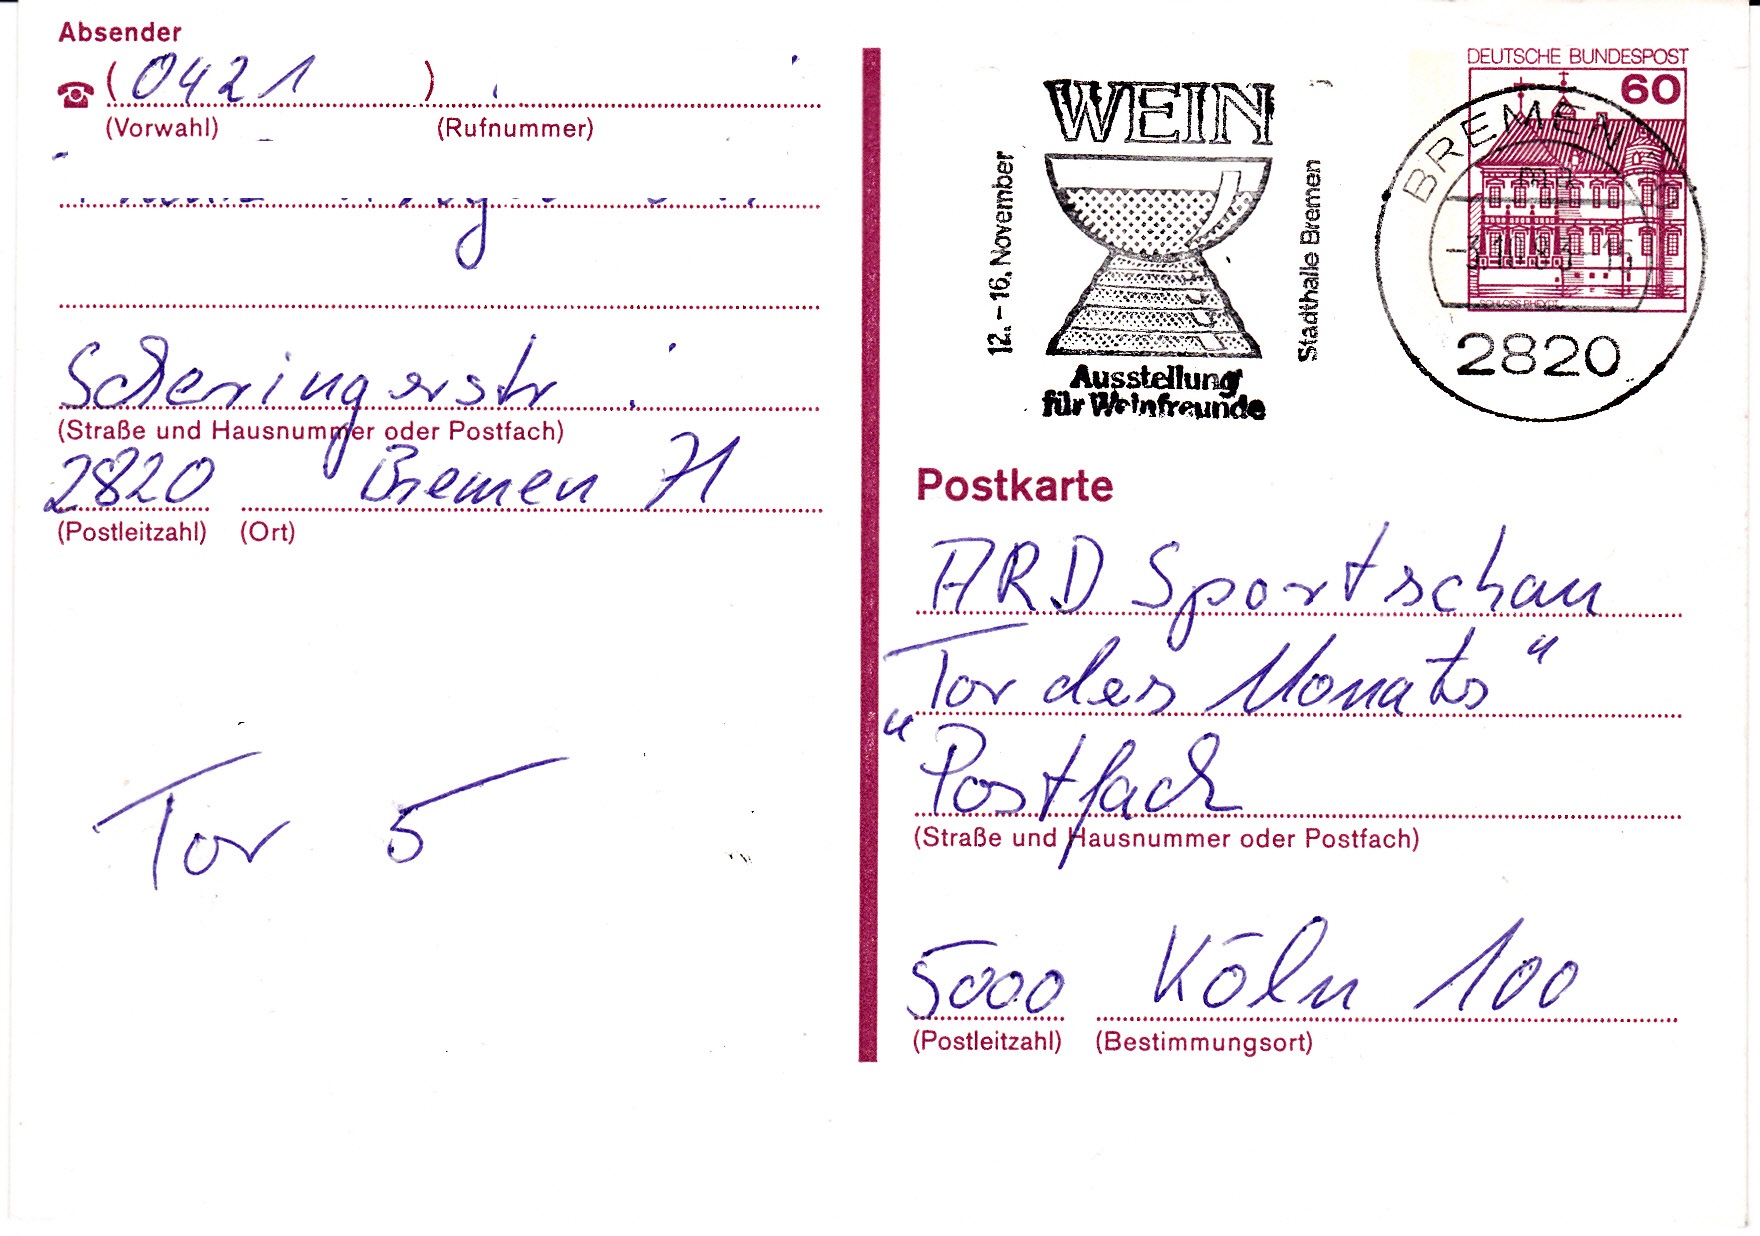 Absender
(0421)
(Vorwahl) (Rufnummer)
Scheringerstr
(Straße und Hausnummer oder Postfach)
2820 Bremen 71
(Postleitzahl) (Ort)
Tor 5
WEIN
12.–16. November
Stadthalle Bremen
Ausstellung
für Weinfreunde
DEUTSCHE BUNDESPOST
60
SCHLOSS RHEYDT
BREMEN
2820
Postkarte
ARD Sportschau
„Tor des Monats“
Postfach
(Straße und Hausnummer oder Postfach)
5000 Köln 100
(Postleitzahl) (Bestimmungsort)